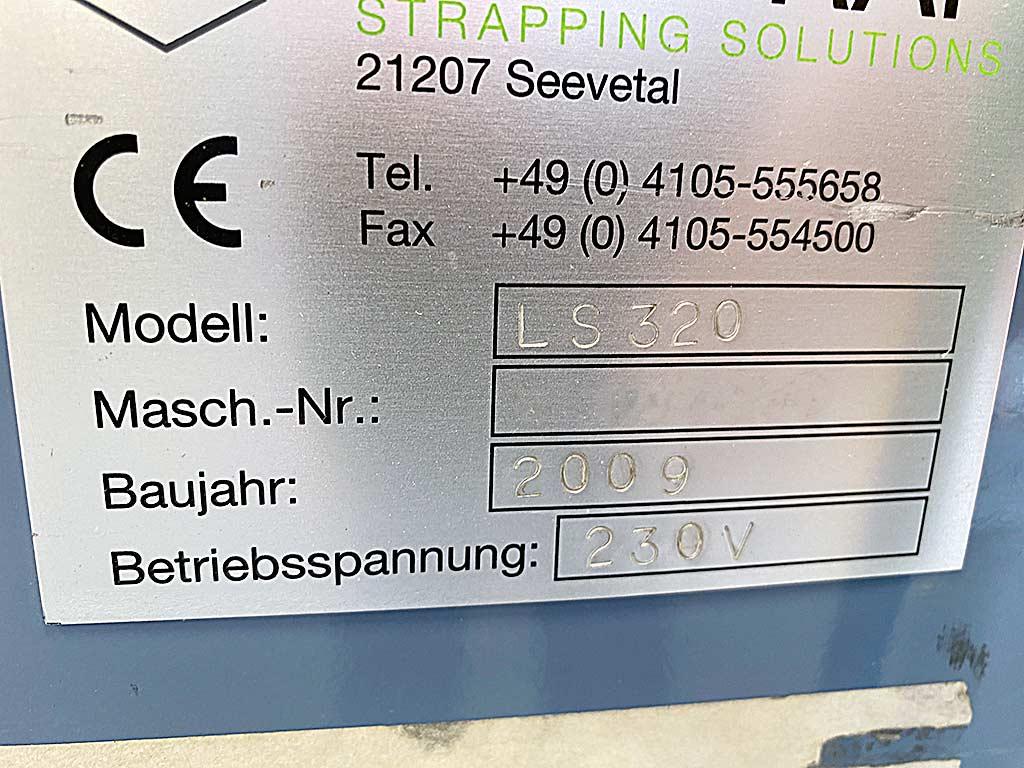 STRAPPING SOLUTIONS
21207 Seevetal
CE
Tel. +49 (0) 4105-555658
Fax +49 (0) 4105-554500
Modell: LS 320
Masch.-Nr.:
Baujahr: 2009
Betriebsspannung: 230V